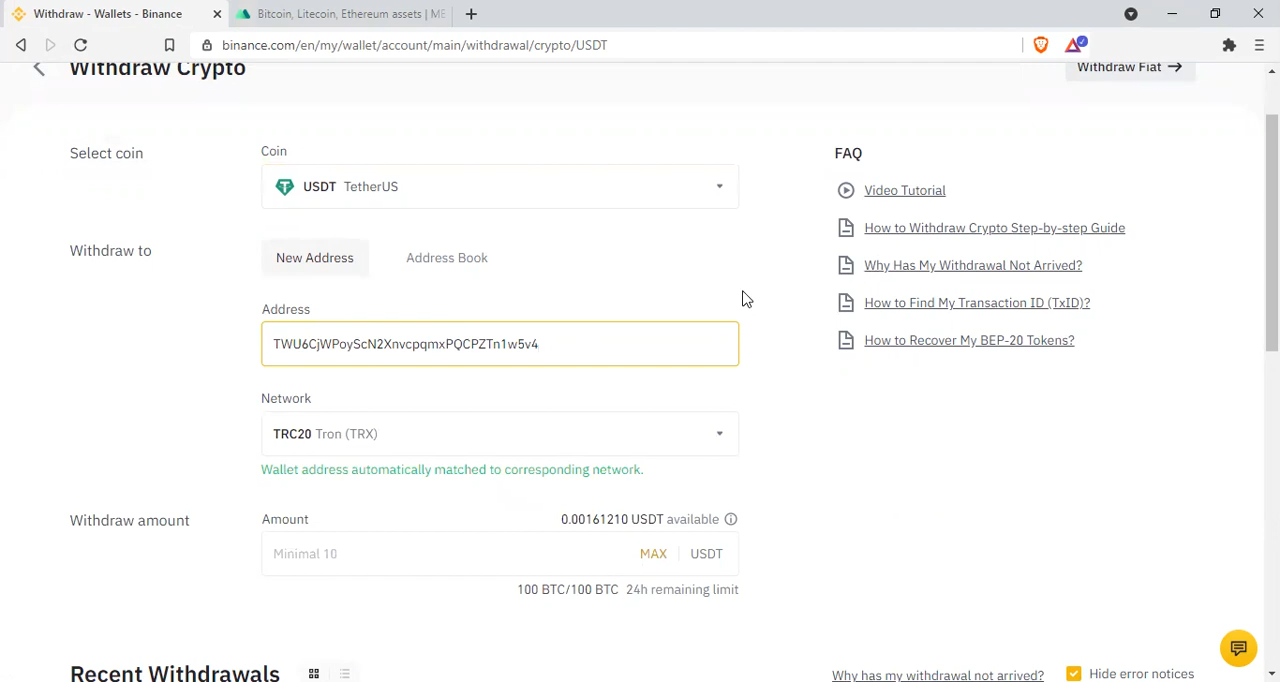 Withdraw - Wallets - Binance
Bitcoin, Litecoin, Ethereum assets | ME
binance.com/en/my/wallet/account/main/withdrawal/crypto/USDT
Withdraw Crypto
Withdraw Fiat
Select coin
Coin
USDT TetherUS
Withdraw to
New Address
Address Book
Address
TWU6CjWPoyScN2XnvcpqmxPQCPZTn1w5v4
Network
TRC20 Tron (TRX)
Wallet address automatically matched to corresponding network.
Withdraw amount
Amount
0.00161210 USDT available
Minimal 10
MAX
USDT
100 BTC/100 BTC 24h remaining limit
FAQ
Video Tutorial
How to Withdraw Crypto Step-by-step Guide
Why Has My Withdrawal Not Arrived?
How to Find My Transaction ID (TxID)?
How to Recover My BEP-20 Tokens?
Recent Withdrawals
Why has my withdrawal not arrived?
Hide error notices